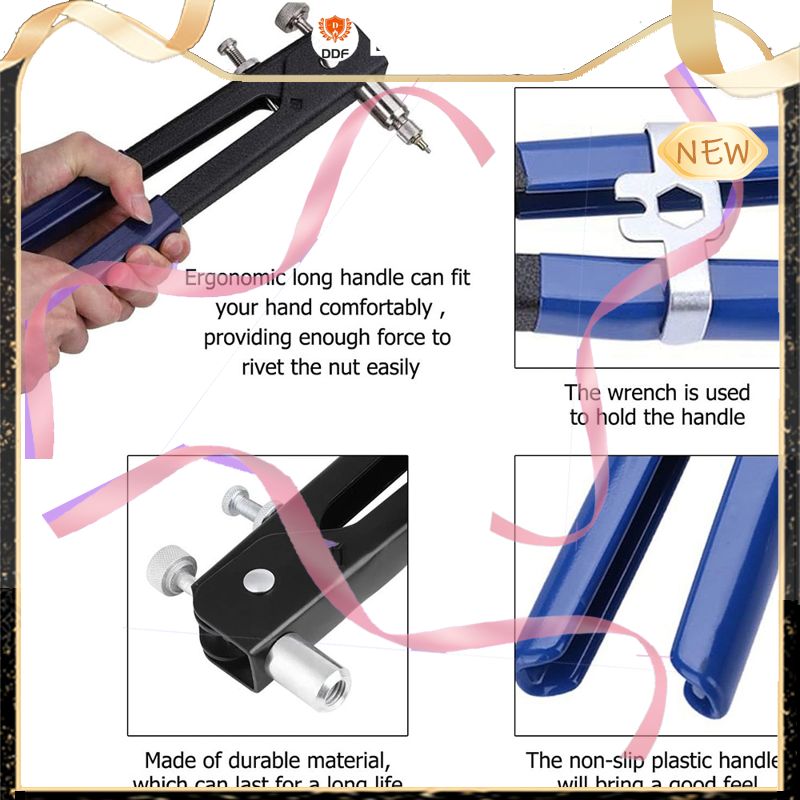 DDF
NEW
Ergonomic long handle can fit
your hand comfortably ,
providing enough force to
rivet the nut easily
The wrench is used
to hold the handle
Made of durable material,
which can last for a long life
The non-slip plastic handle
will bring a good feel